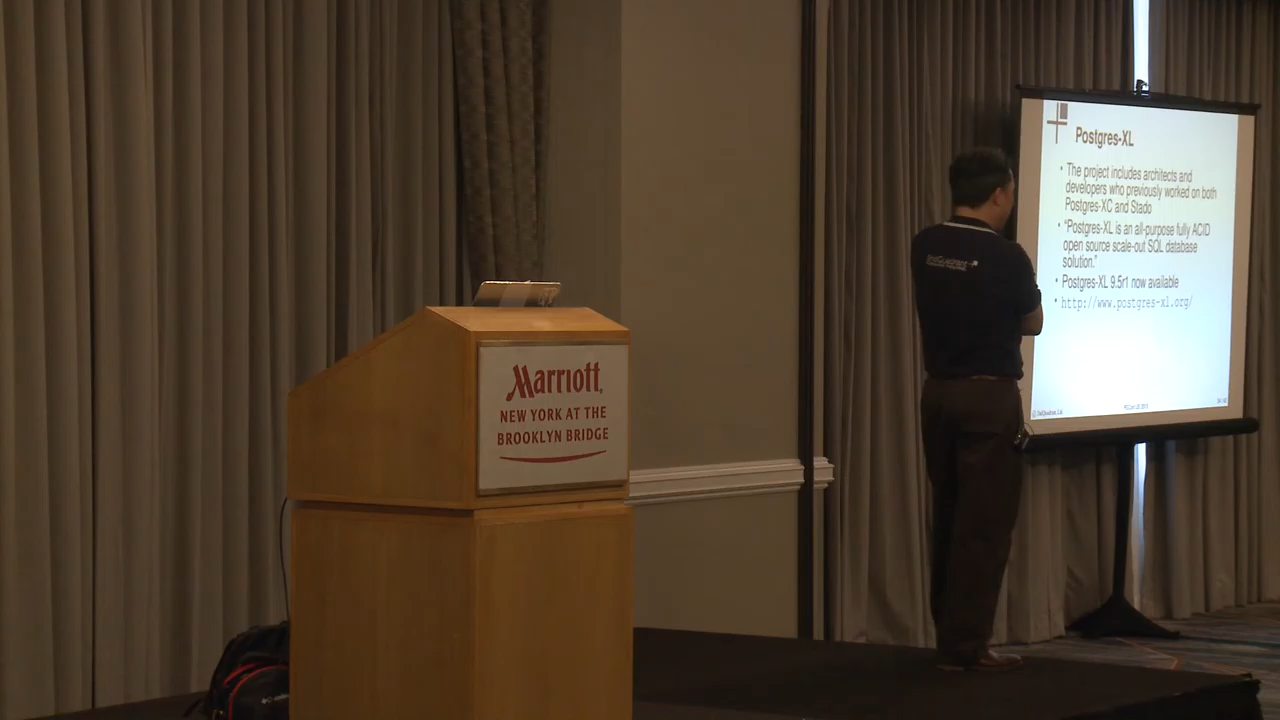 Marriott
NEW YORK AT THE
BROOKLYN BRIDGE
2ndQuadrant
Postgres-XL
• The project includes architects and
developers who previously worked on both
Postgres-XC and Stado
• "Postgres-XL is an all-purpose fully ACID
open source scale-out SQL database
solution."
• Postgres-XL 9.5r1 now available
• http://www.postgres-xl.org/